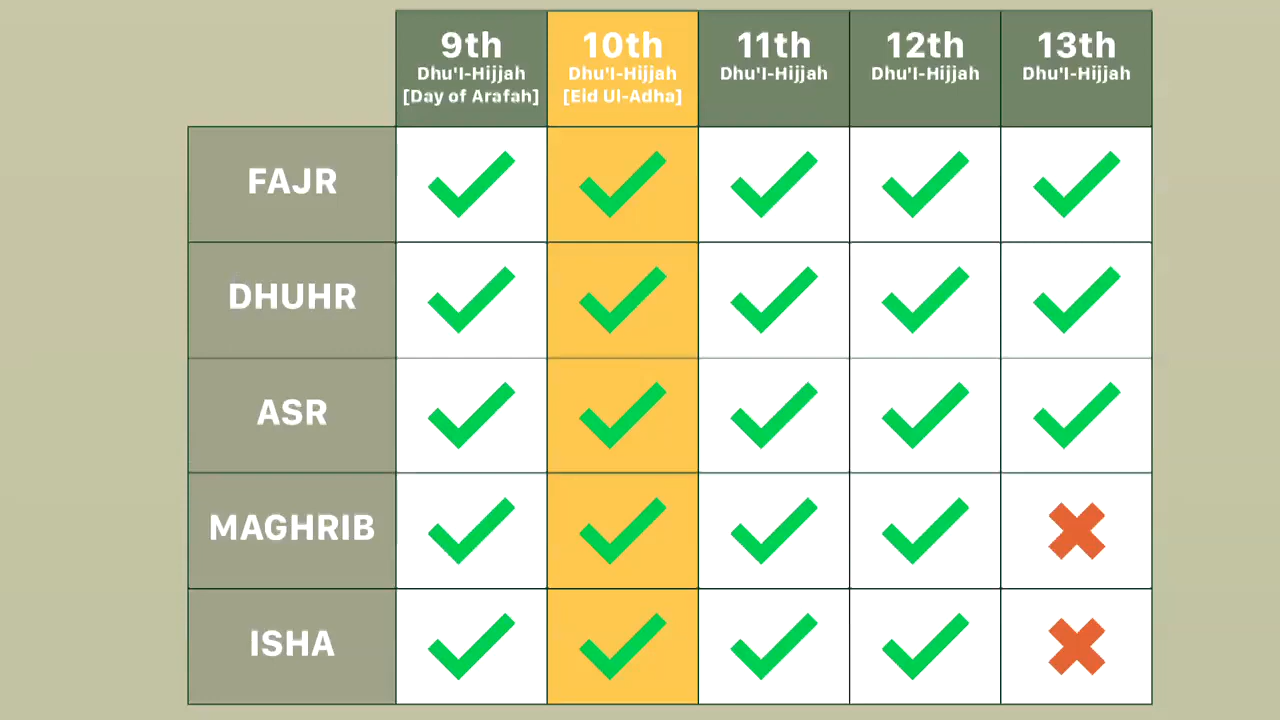 9th 10th 11th 12th 13th
Dhu'l-Hijjah Dhu'l-Hijjah Dhu'l-Hijjah Dhu'l-Hijjah Dhu'l-Hijjah
[Day of Arafah] [Eid Ul-Adha]
FAJR
DHUHR
ASR
MAGHRIB
ISHA